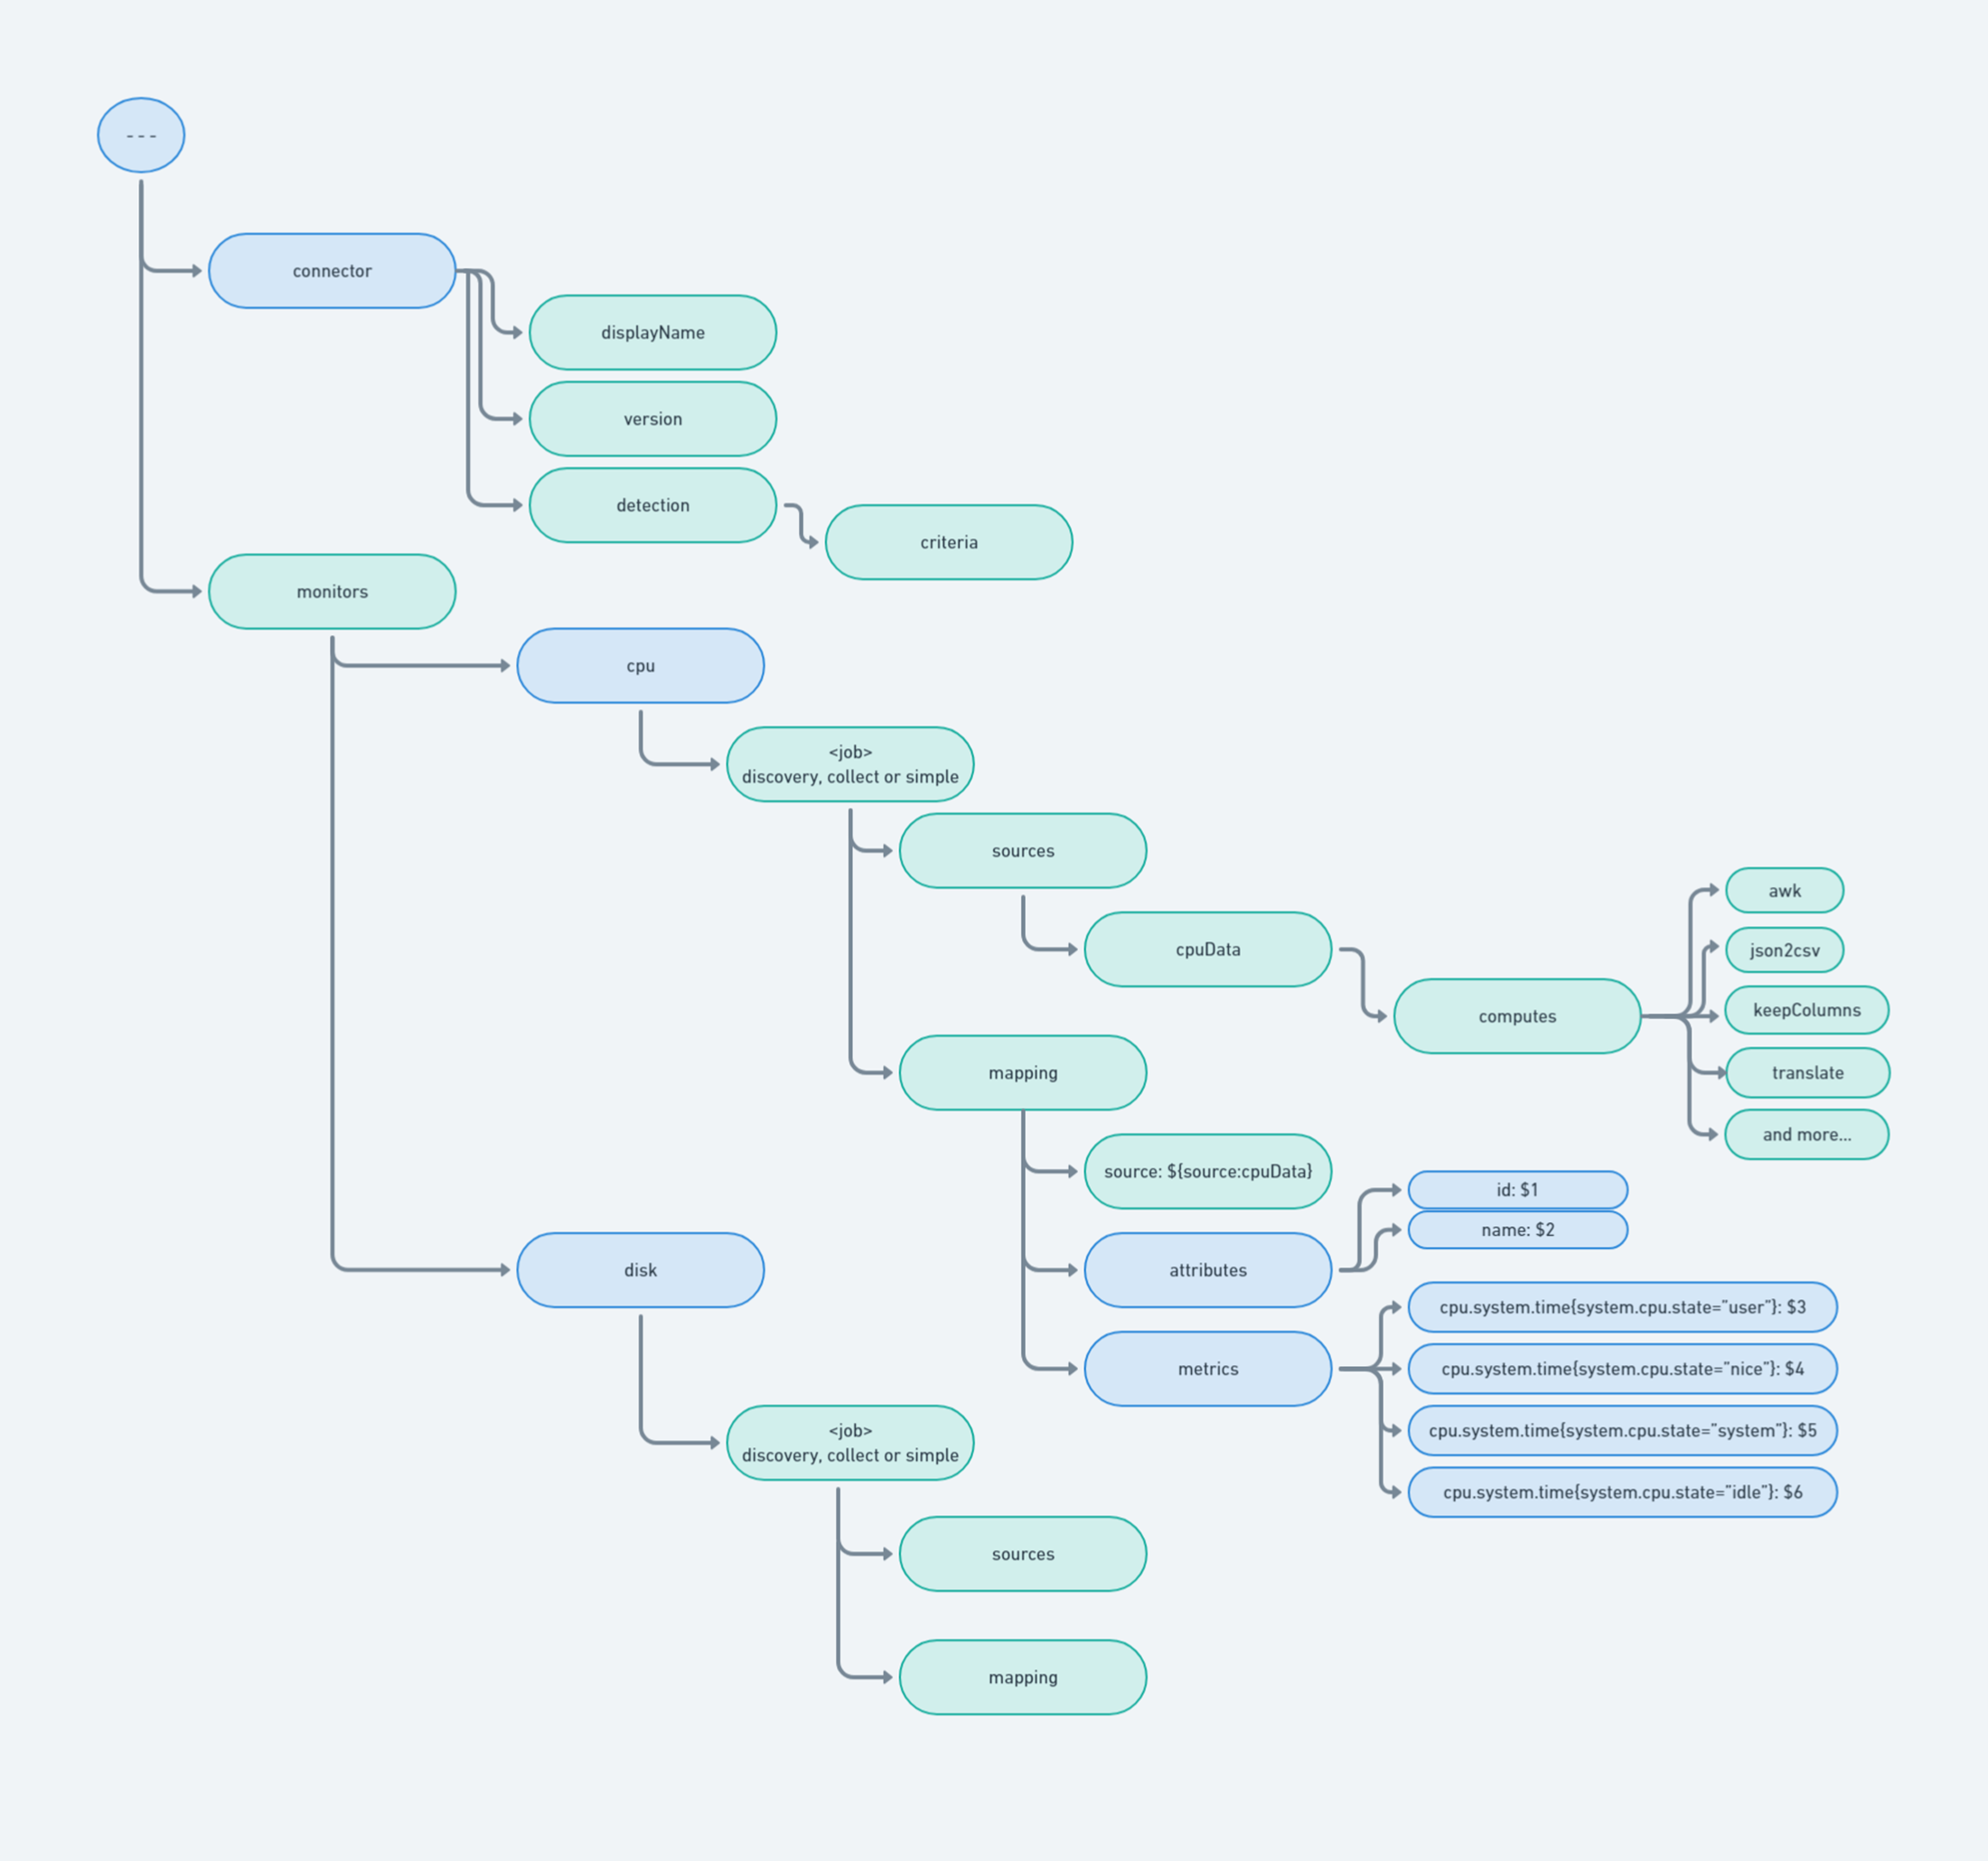 ---
connector
displayName
version
detection
criteria
monitors
cpu
<job>
discovery, collect or simple
sources
cpuData
computes
awk
json2csv
keepColumns
translate
and more...
mapping
source: ${source:cpuData}
attributes
id: $1
name: $2
metrics
cpu.system.time{system.cpu.state="user"}: $3
cpu.system.time{system.cpu.state="nice"}: $4
cpu.system.time{system.cpu.state="system"}: $5
cpu.system.time{system.cpu.state="idle"}: $6
disk
<job>
discovery, collect or simple
sources
mapping